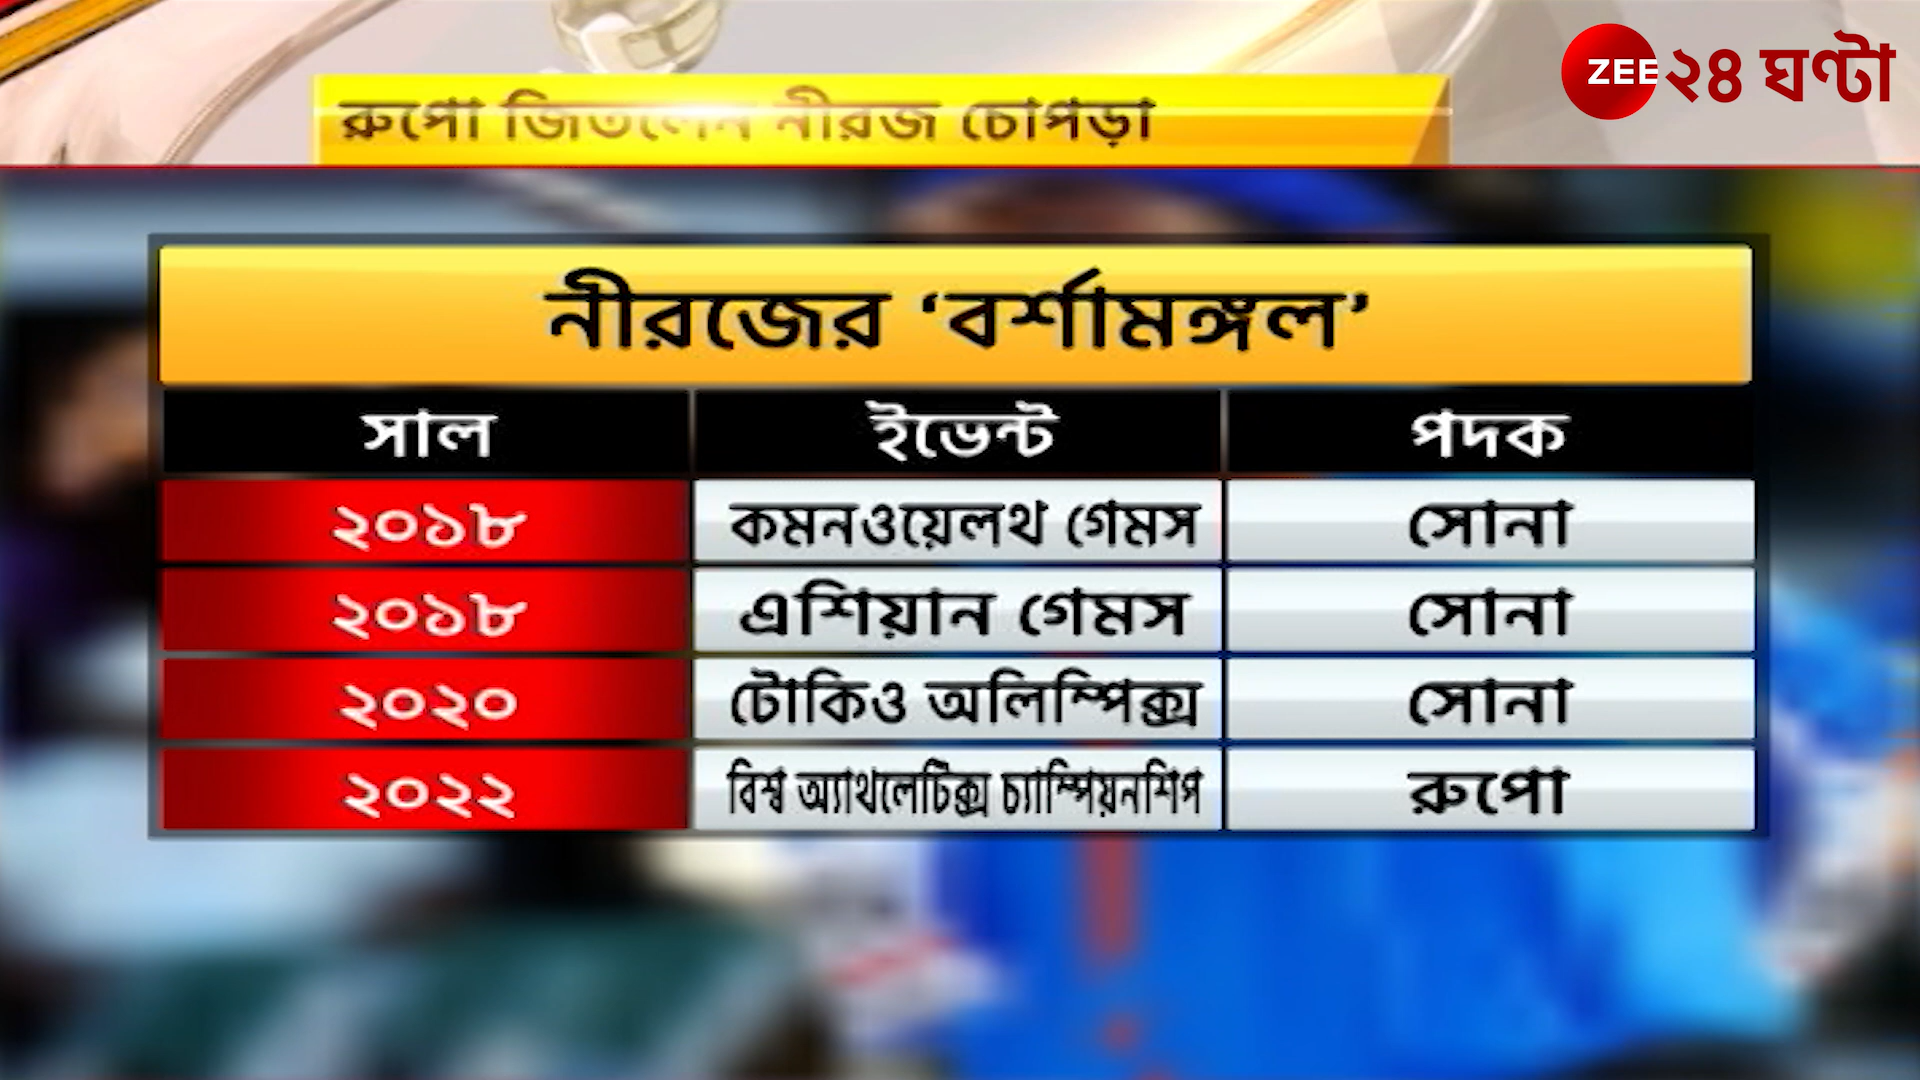 ZEE ২৪ ঘণ্টা
রুপো জিতলেন নীরজ চোপড়া
নীরজের ‘বর্শামঙ্গল’
সাল ইভেন্ট পদক
২০১৮ কমনওয়েলথ গেমস সোনা
২০১৮ এশিয়ান গেমস সোনা
২০২০ টোকিও অলিম্পিক্স সোনা
২০২২ বিশ্ব অ্যাথলেটিক্স চ্যাম্পিয়নশিপ রুপো